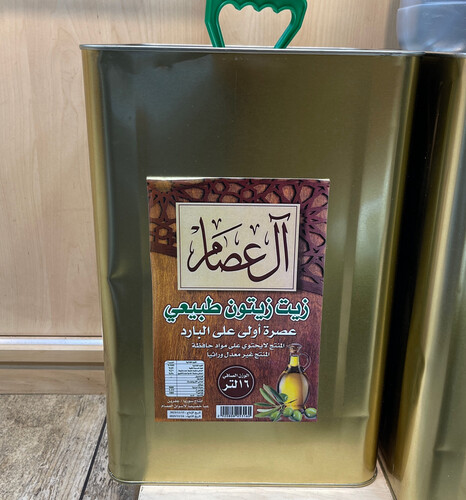 آل عصام
زيت زيتون طبيعي
عصرة أولى على البارد
المنتج لايحتوي على مواد حافظة
المنتج غير معدل وراثيا
الوزن الصافي
١٦ لتر